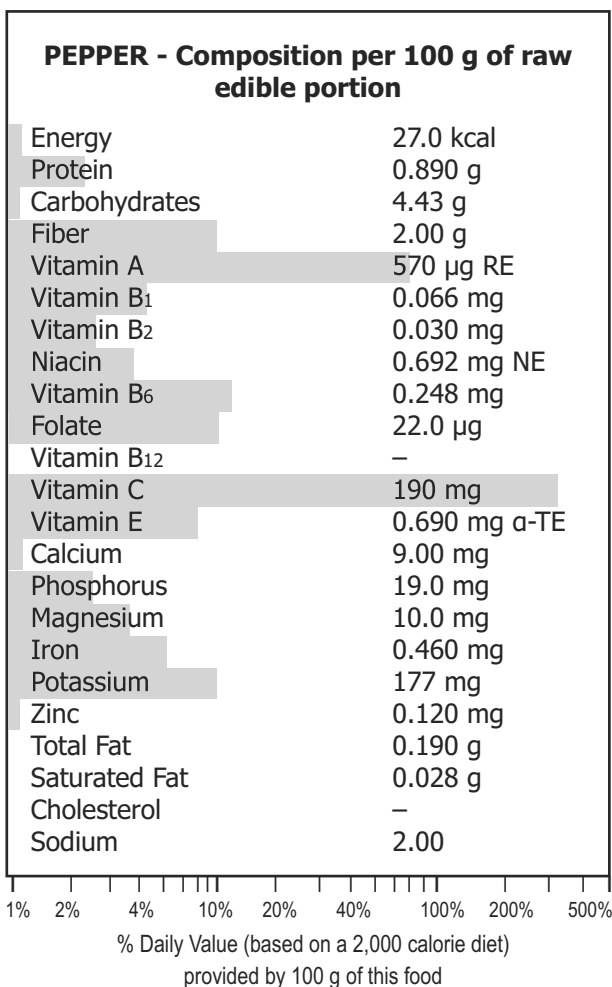 PEPPER - Composition per 100 g of raw
edible portion
Energy 27.0 kcal
Protein 0.890 g
Carbohydrates 4.43 g
Fiber 2.00 g
Vitamin A 570 µg RE
Vitamin B1 0.066 mg
Vitamin B2 0.030 mg
Niacin 0.692 mg NE
Vitamin B6 0.248 mg
Folate 22.0 µg
Vitamin B12 –
Vitamin C 190 mg
Vitamin E 0.690 mg ɑ-TE
Calcium 9.00 mg
Phosphorus 19.0 mg
Magnesium 10.0 mg
Iron 0.460 mg
Potassium 177 mg
Zinc 0.120 mg
Total Fat 0.190 g
Saturated Fat 0.028 g
Cholesterol –
Sodium 2.00
1% 2% 4% 10% 20% 40% 100% 200% 500%
% Daily Value (based on a 2,000 calorie diet)
provided by 100 g of this food